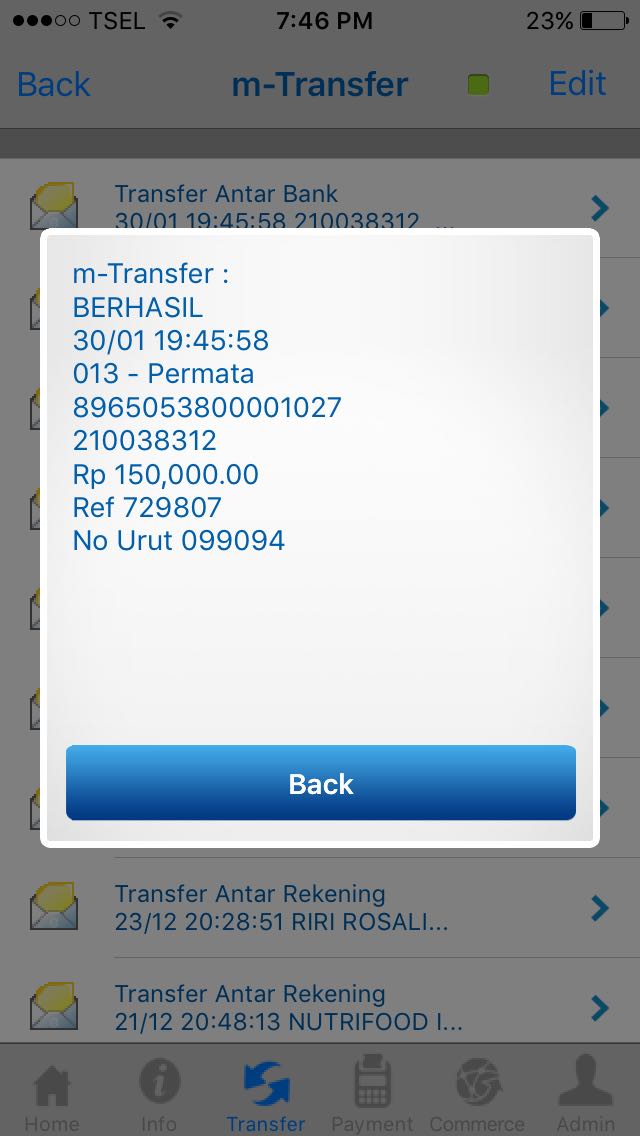 TSEL 7:46 PM 23%
Back m-Transfer Edit
Transfer Antar Bank
30/01 19:45:58 210038312 ...
m-Transfer :
BERHASIL
30/01 19:45:58
013 - Permata
8965053800001027
210038312
Rp 150,000.00
Ref 729807
No Urut 099094
Back
Transfer Antar Rekening
23/12 20:28:51 RIRI ROSALI...
Transfer Antar Rekening
21/12 20:48:13 NUTRIFOOD I...
Home Info Transfer Payment Commerce Admin